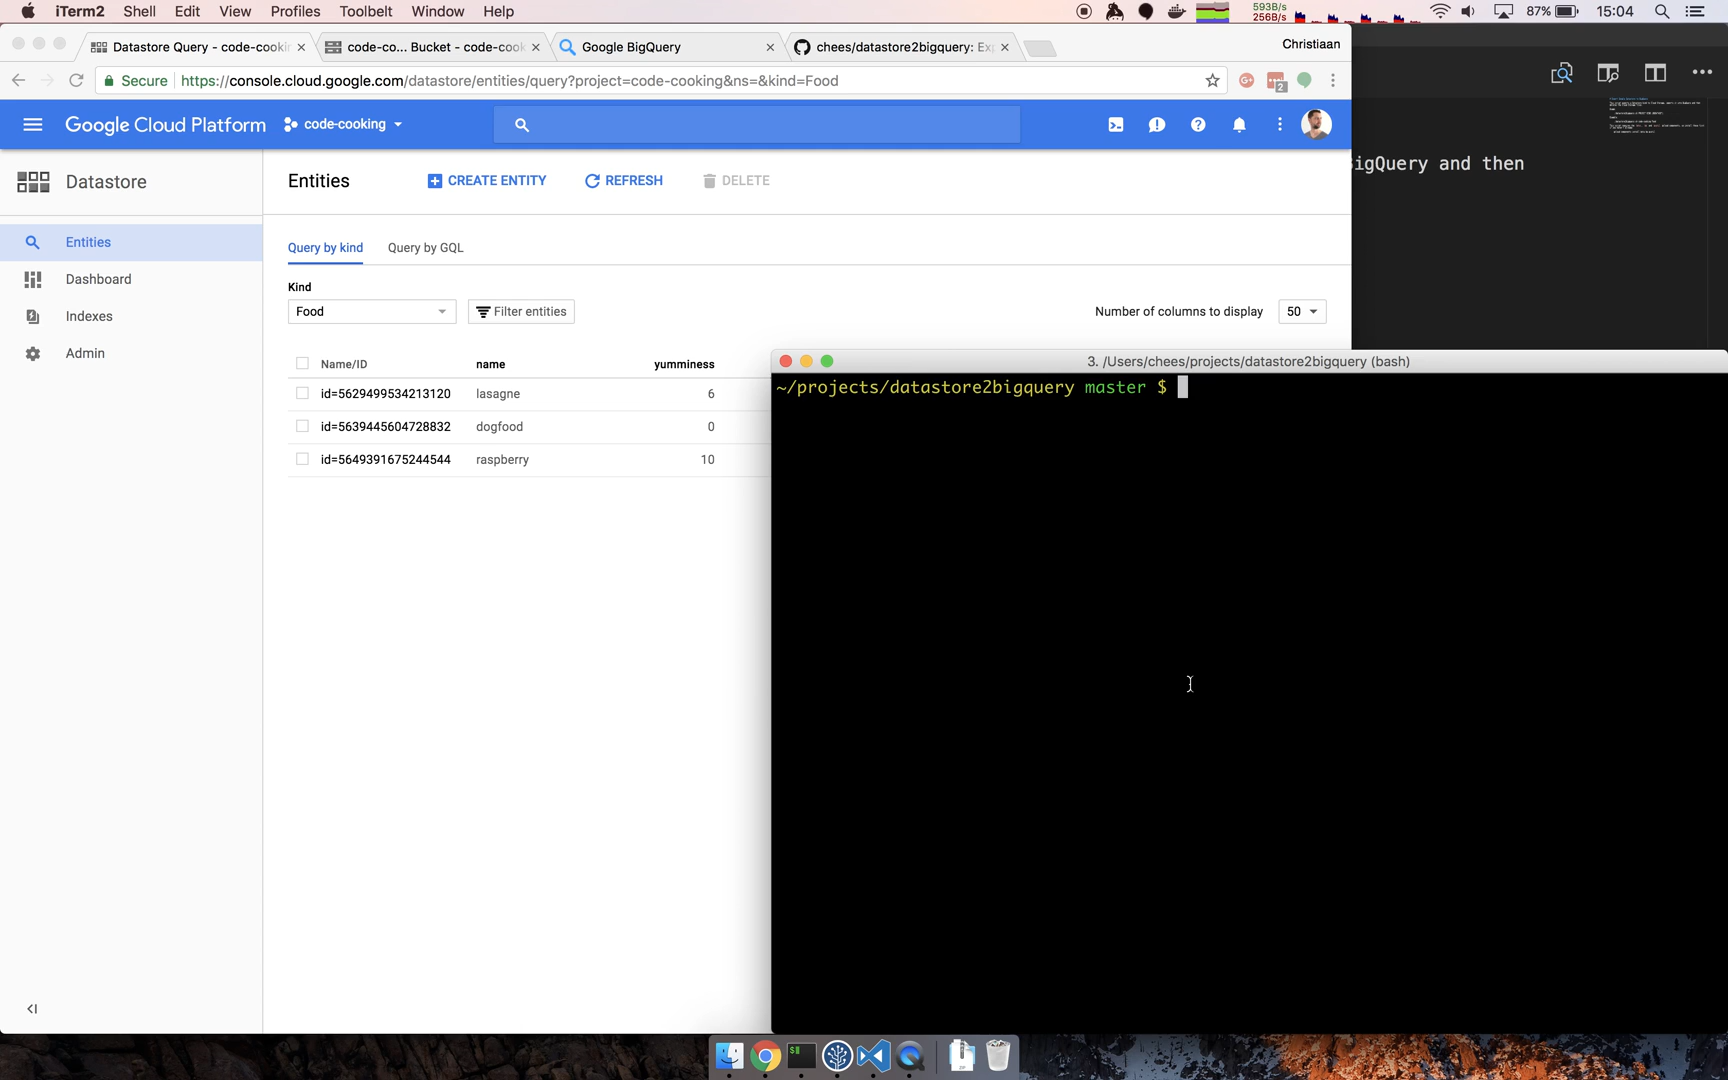 iTerm2 Shell Edit View Profiles Toolbelt Window Help 593B/s 256B/s 87% 15:04
Datastore Query - code-cookin code-co... Bucket - code-cook Google BigQuery chees/datastore2bigquery: Ex Christiaan
Secure https://console.cloud.google.com/datastore/entities/query?project=code-cooking&ns=&kind=Food 2
Google Cloud Platform code-cooking
Datastore
Entities
Dashboard
Indexes
Admin
Entities CREATE ENTITY REFRESH DELETE
Query by kind Query by GQL
Kind
Food Filter entities Number of columns to display 50
Name/ID name yumminess
id=5629499534213120 lasagne 6
id=5639445604728832 dogfood 0
id=5649391675244544 raspberry 10
BigQuery and then
3. /Users/chees/projects/datastore2bigquery (bash)
~/projects/datastore2bigquery master $